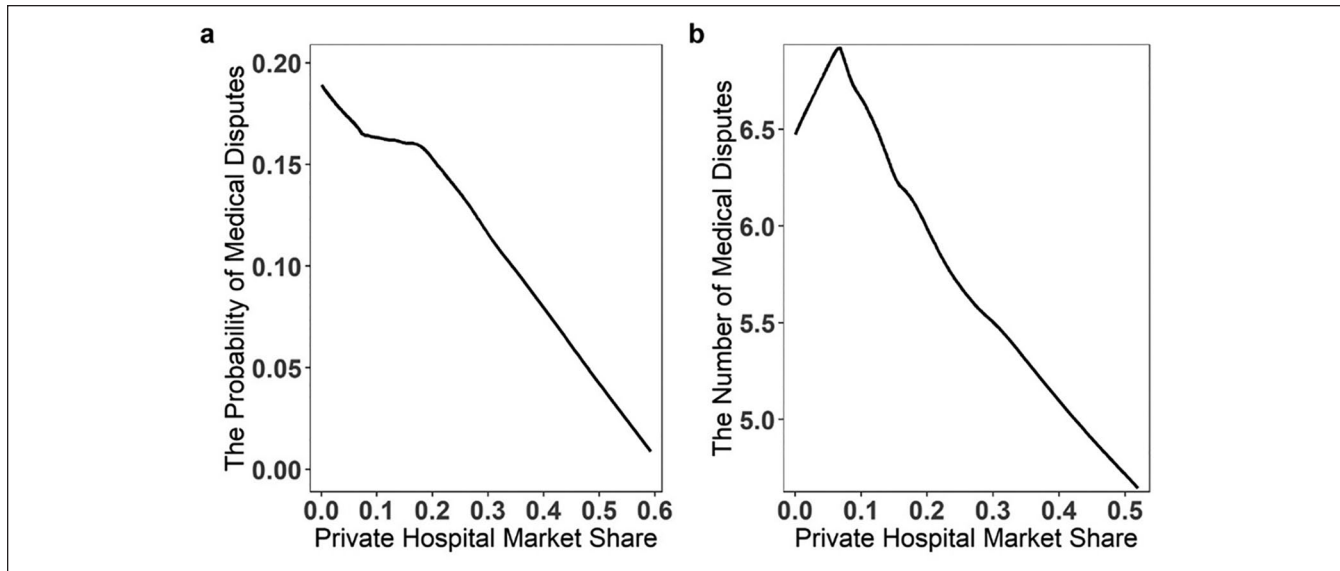 a
The Probability of Medical Disputes
0.20
0.15
0.10
0.05
0.00
0.0 0.1 0.2 0.3 0.4 0.5 0.6
Private Hospital Market Share
b
The Number of Medical Disputes
6.5
6.0
5.5
5.0
0.0 0.1 0.2 0.3 0.4 0.5
Private Hospital Market Share